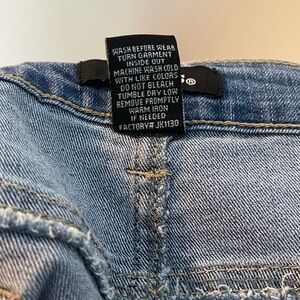 WASH BEFORE WEAR
TURN GARMENT
INSIDE OUT
MACHINE WASH COLD
WITH LIKE COLORS
DO NOT BLEACH
TUMBLE DRY LOW
REMOVE PROMPTLY
WARM IRON
IF NEEDED
FACTORY# JK1130